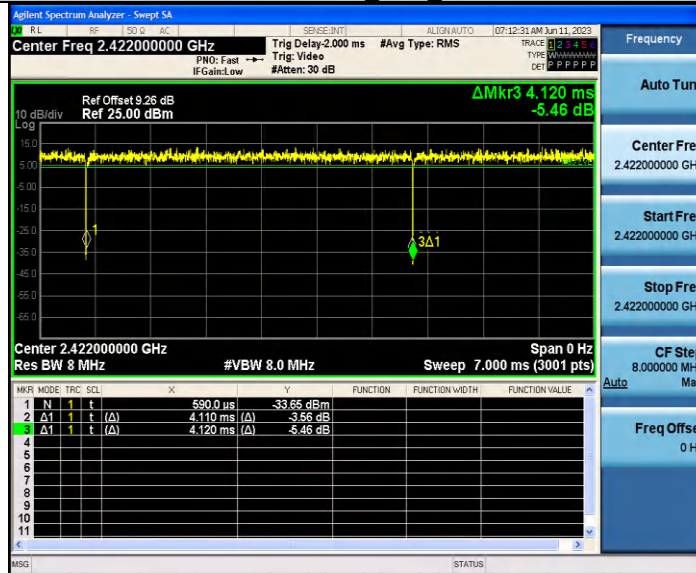 Agilent Spectrum Analyzer - Swept SA
RL RF 50 Ω AC SENSE:INT ALIGN AUTO 07:12:31 AM Jun 11, 2023
Center Freq 2.422000000 GHz
PNO: Fast
IFGain:Low
Trig Delay-2.000 ms
Trig: Video
#Atten: 30 dB
#Avg Type: RMS
TRACE 1 2 3 4 5 6
TYPE
DET P P P P P P
Frequency
ΔMkr3 4.120 ms
-5.46 dB
Ref Offset 9.26 dB
10 dB/div Ref 25.00 dBm
Log
15.0
5.00
-5.00
-15.0
-25.0
-35.0
-45.0
-55.0
-65.0
1
3Δ1
Center 2.422000000 GHz Span 0 Hz
Res BW 8 MHz #VBW 8.0 MHz Sweep 7.000 ms (3001 pts)
MKR MODE TRC SCL X Y FUNCTION FUNCTION WIDTH FUNCTION VALUE
1 N 1 t 590.0 µs -33.65 dBm
2 Δ1 1 t (Δ) 4.110 ms (Δ) -3.56 dB
3 Δ1 1 t (Δ) 4.120 ms (Δ) -5.46 dB
4
5
6
7
8
9
10
11
MSG STATUS
Auto Tun
Center Fre
2.422000000 GH
Start Fre
2.422000000 GH
Stop Fre
2.422000000 GH
CF Ste
8.000000 MH
Auto Ma
Freq Offse
0 H